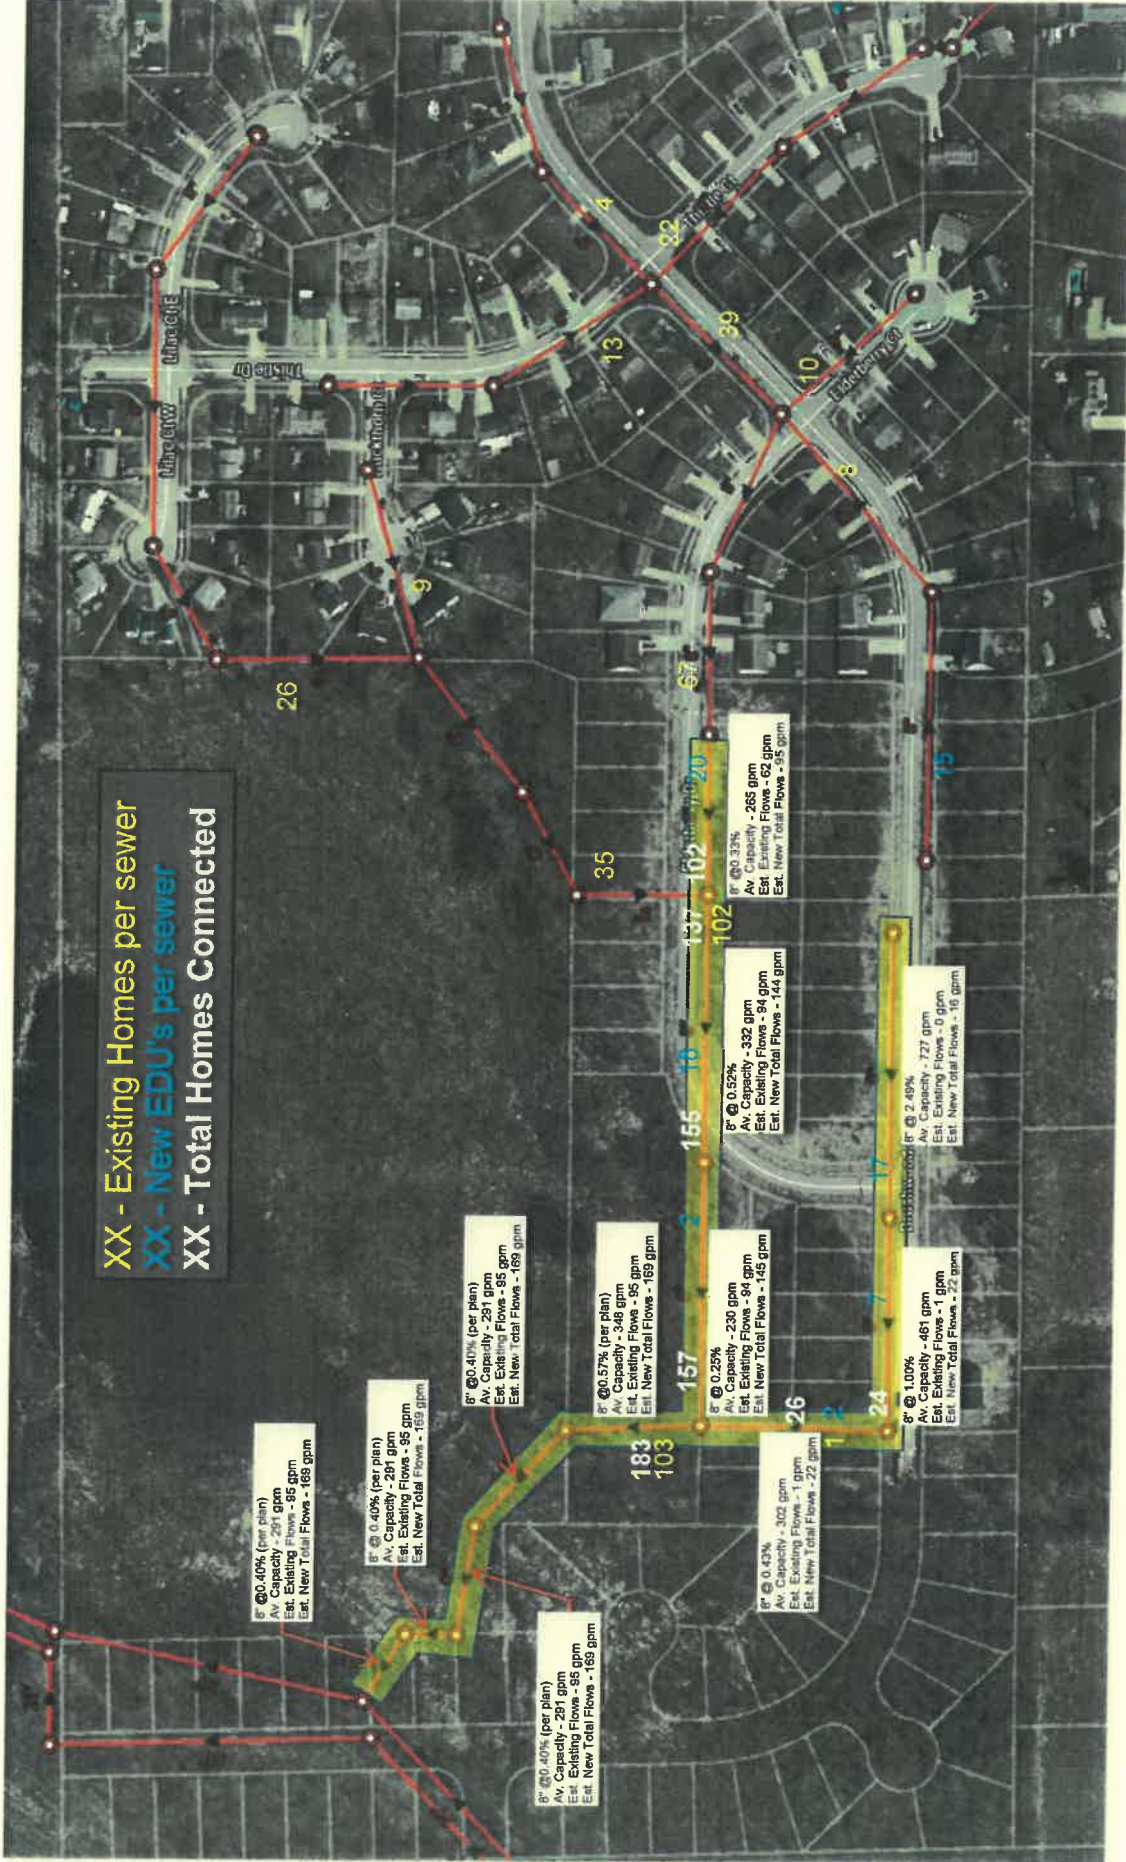 XX - Existing Homes per sewer
XX - New EDU's per sewer
XX - Total Homes Connected
8" @0.40% (per plan)
Av. Capacity - 291 gpm
Est. Existing Flows - 95 gpm
Est. New Total Flows - 169 gpm
8" @ 0.40% (per plan)
Av. Capacity - 291 gpm
Est. Existing Flows - 95 gpm
Est. New Total Flows - 169 gpm
8" @0.40% (per plan)
Av. Capacity - 291 gpm
Est. Existing Flows - 95 gpm
Est. New Total Flows - 169 gpm
8" @0.40% (per plan)
Av. Capacity - 291 gpm
Est. Existing Flows - 95 gpm
Est. New Total Flows - 169 gpm
8" @0.57% (per plan)
Av. Capacity - 348 gpm
Est. Existing Flows - 95 gpm
Est. New Total Flows - 169 gpm
8" @ 0.25%
Av. Capacity - 230 gpm
Est. Existing Flows - 94 gpm
Est. New Total Flows - 145 gpm
8" @ 0.52%
Av. Capacity - 332 gpm
Est. Existing Flows - 94 gpm
Est. New Total Flows - 144 gpm
8" @0.33%
Av. Capacity - 265 gpm
Est. Existing Flows - 62 gpm
Est. New Total Flows - 95 gpm
8" @ 0.43%
Av. Capacity - 302 gpm
Est. Existing Flows - 1 gpm
Est. New Total Flows - 22 gpm
8" @ 1.00%
Av. Capacity - 461 gpm
Est. Existing Flows - 1 gpm
Est. New Total Flows - 22 gpm
8" @ 2.49%
Av. Capacity - 727 gpm
Est. Existing Flows - 0 gpm
Est. New Total Flows - 16 gpm
183
103
157
2
155
18
137
102
102
20
67
26
1
2
24
7
17
15
35
26
9
13
4
32
39
10
8
Lilac Ct W
Lilac Ct E
Thistle Dr
Elderberry Ct